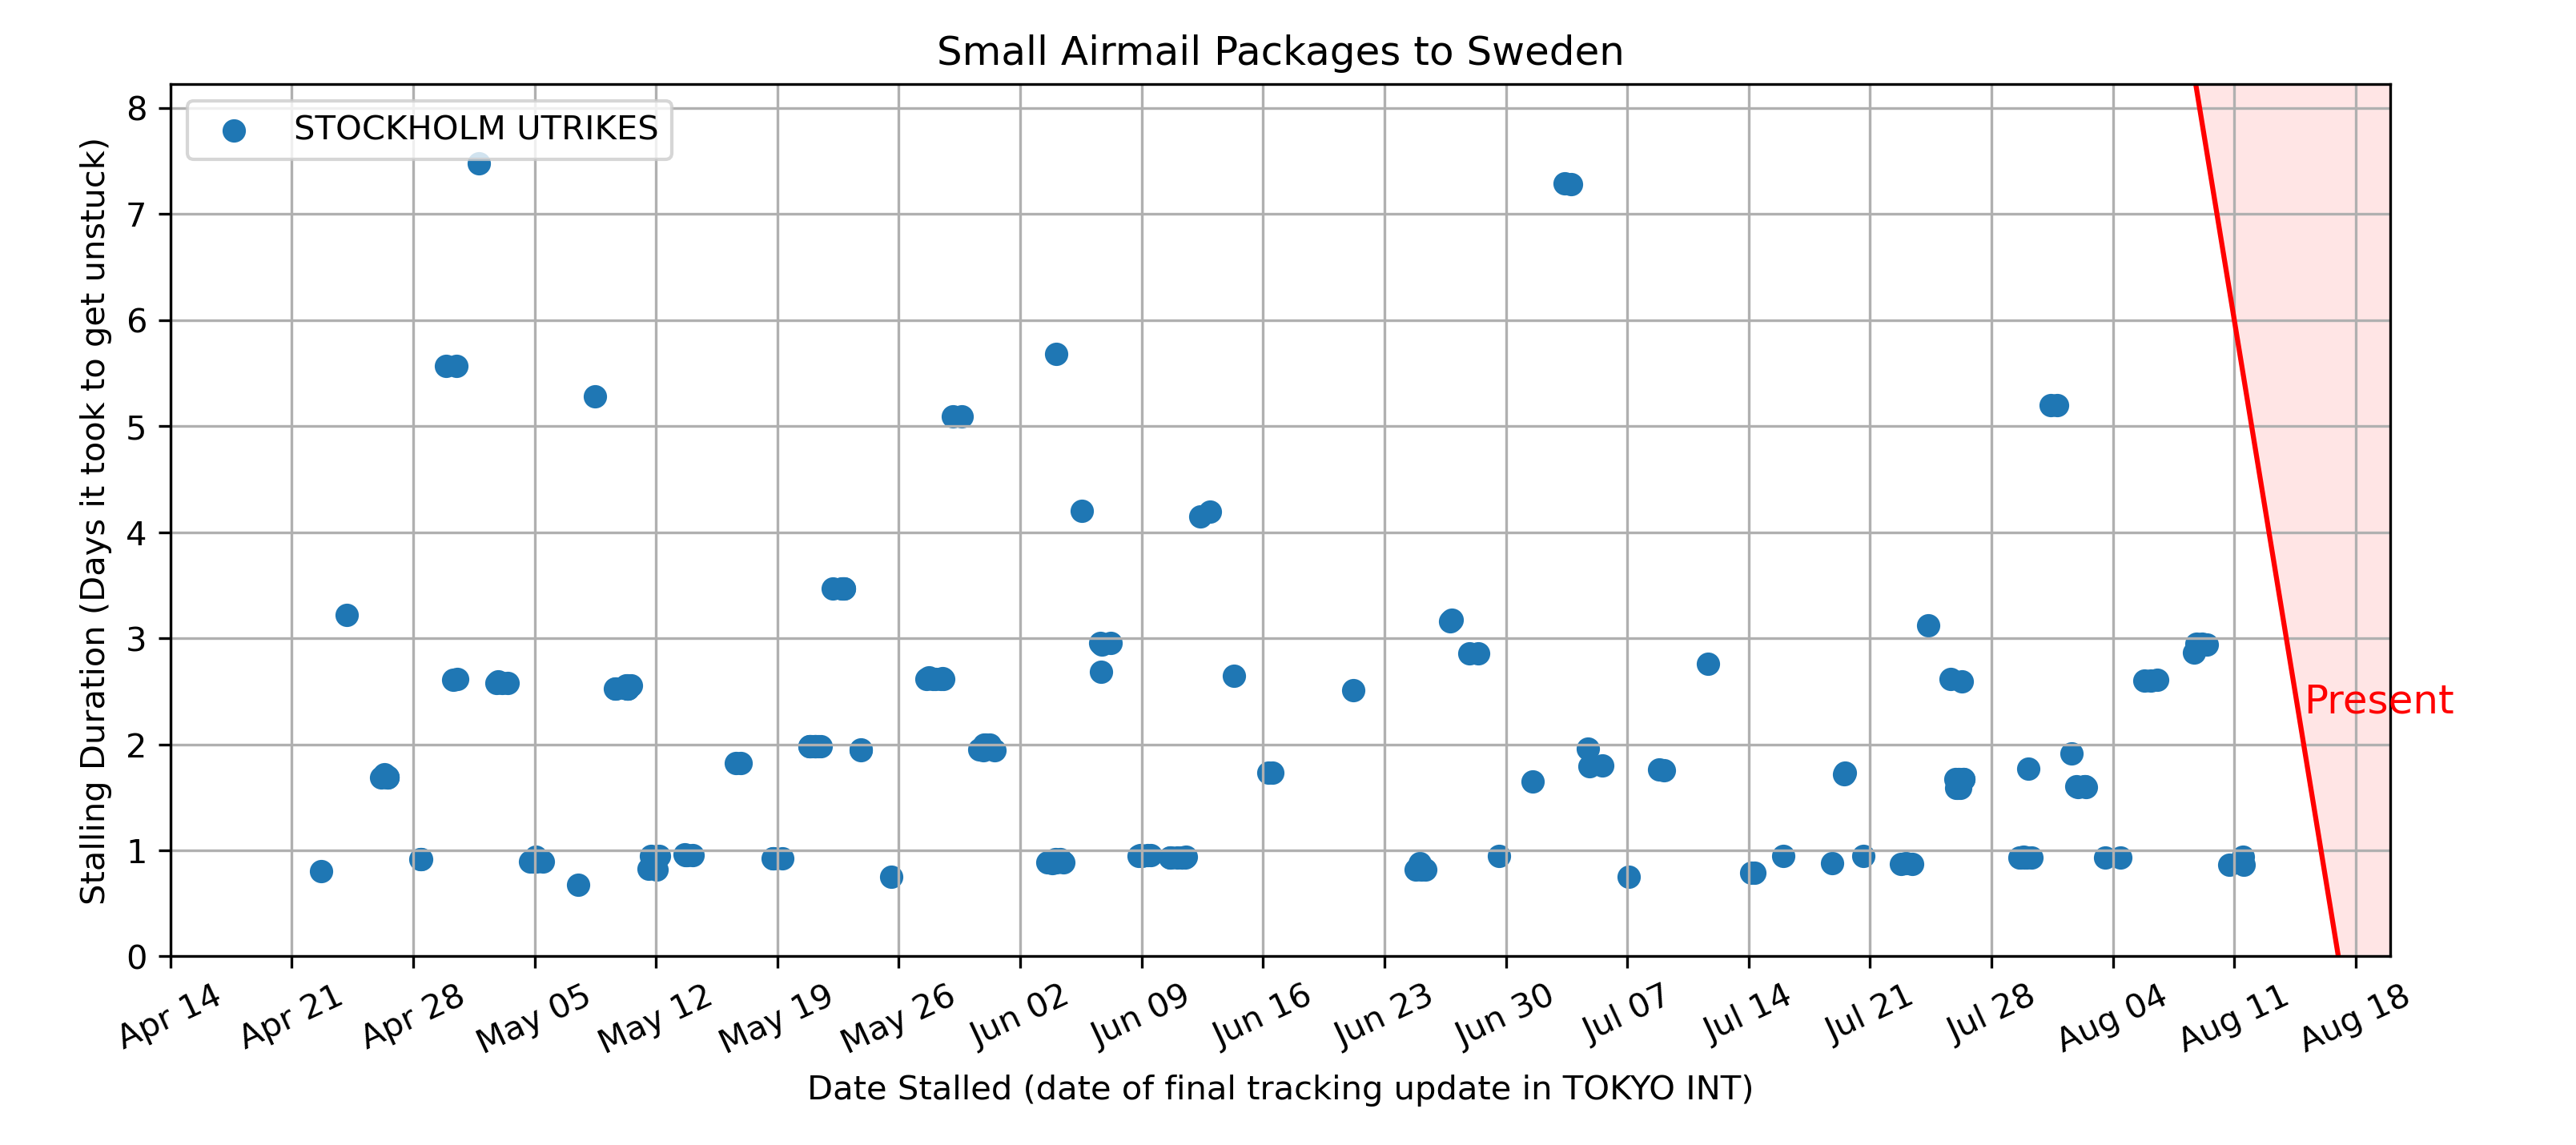 Small Airmail Packages to Sweden
STOCKHOLM UTRIKES
Stalling Duration (Days it took to get unstuck)
8
7
6
5
4
3
2
1
0
Present
Apr 14
Apr 21
Apr 28
May 05
May 12
May 19
May 26
Jun 02
Jun 09
Jun 16
Jun 23
Jun 30
Jul 07
Jul 14
Jul 21
Jul 28
Aug 04
Aug 11
Aug 18
Date Stalled (date of final tracking update in TOKYO INT)